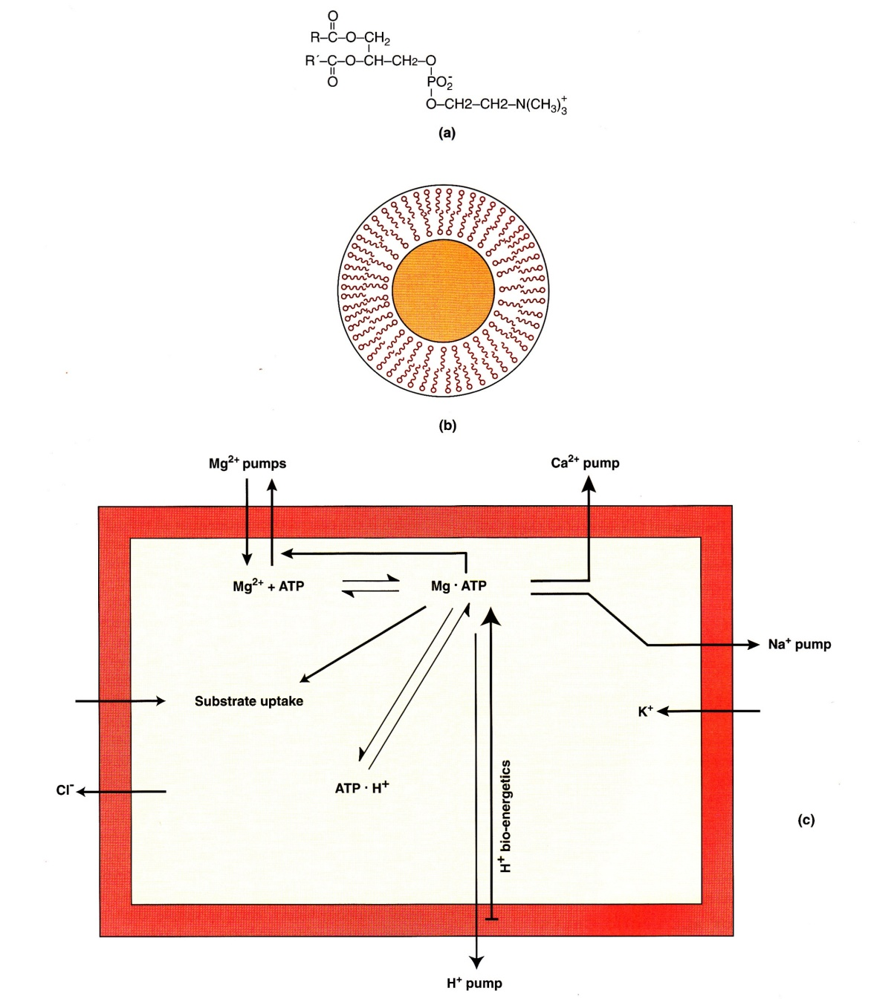 O
R–C–O–CH₂
R´–C–O–CH–CH2–O
O
PO₂⁻
O–CH2–CH2–N(CH₃)₃⁺
(a)
(b)
Mg²⁺ pumps
Ca²⁺ pump
Mg²⁺ + ATP
Mg · ATP
Na⁺ pump
Substrate uptake
K⁺
ATP · H⁺
Cl⁻
H⁺ bio-energetics
(c)
H⁺ pump